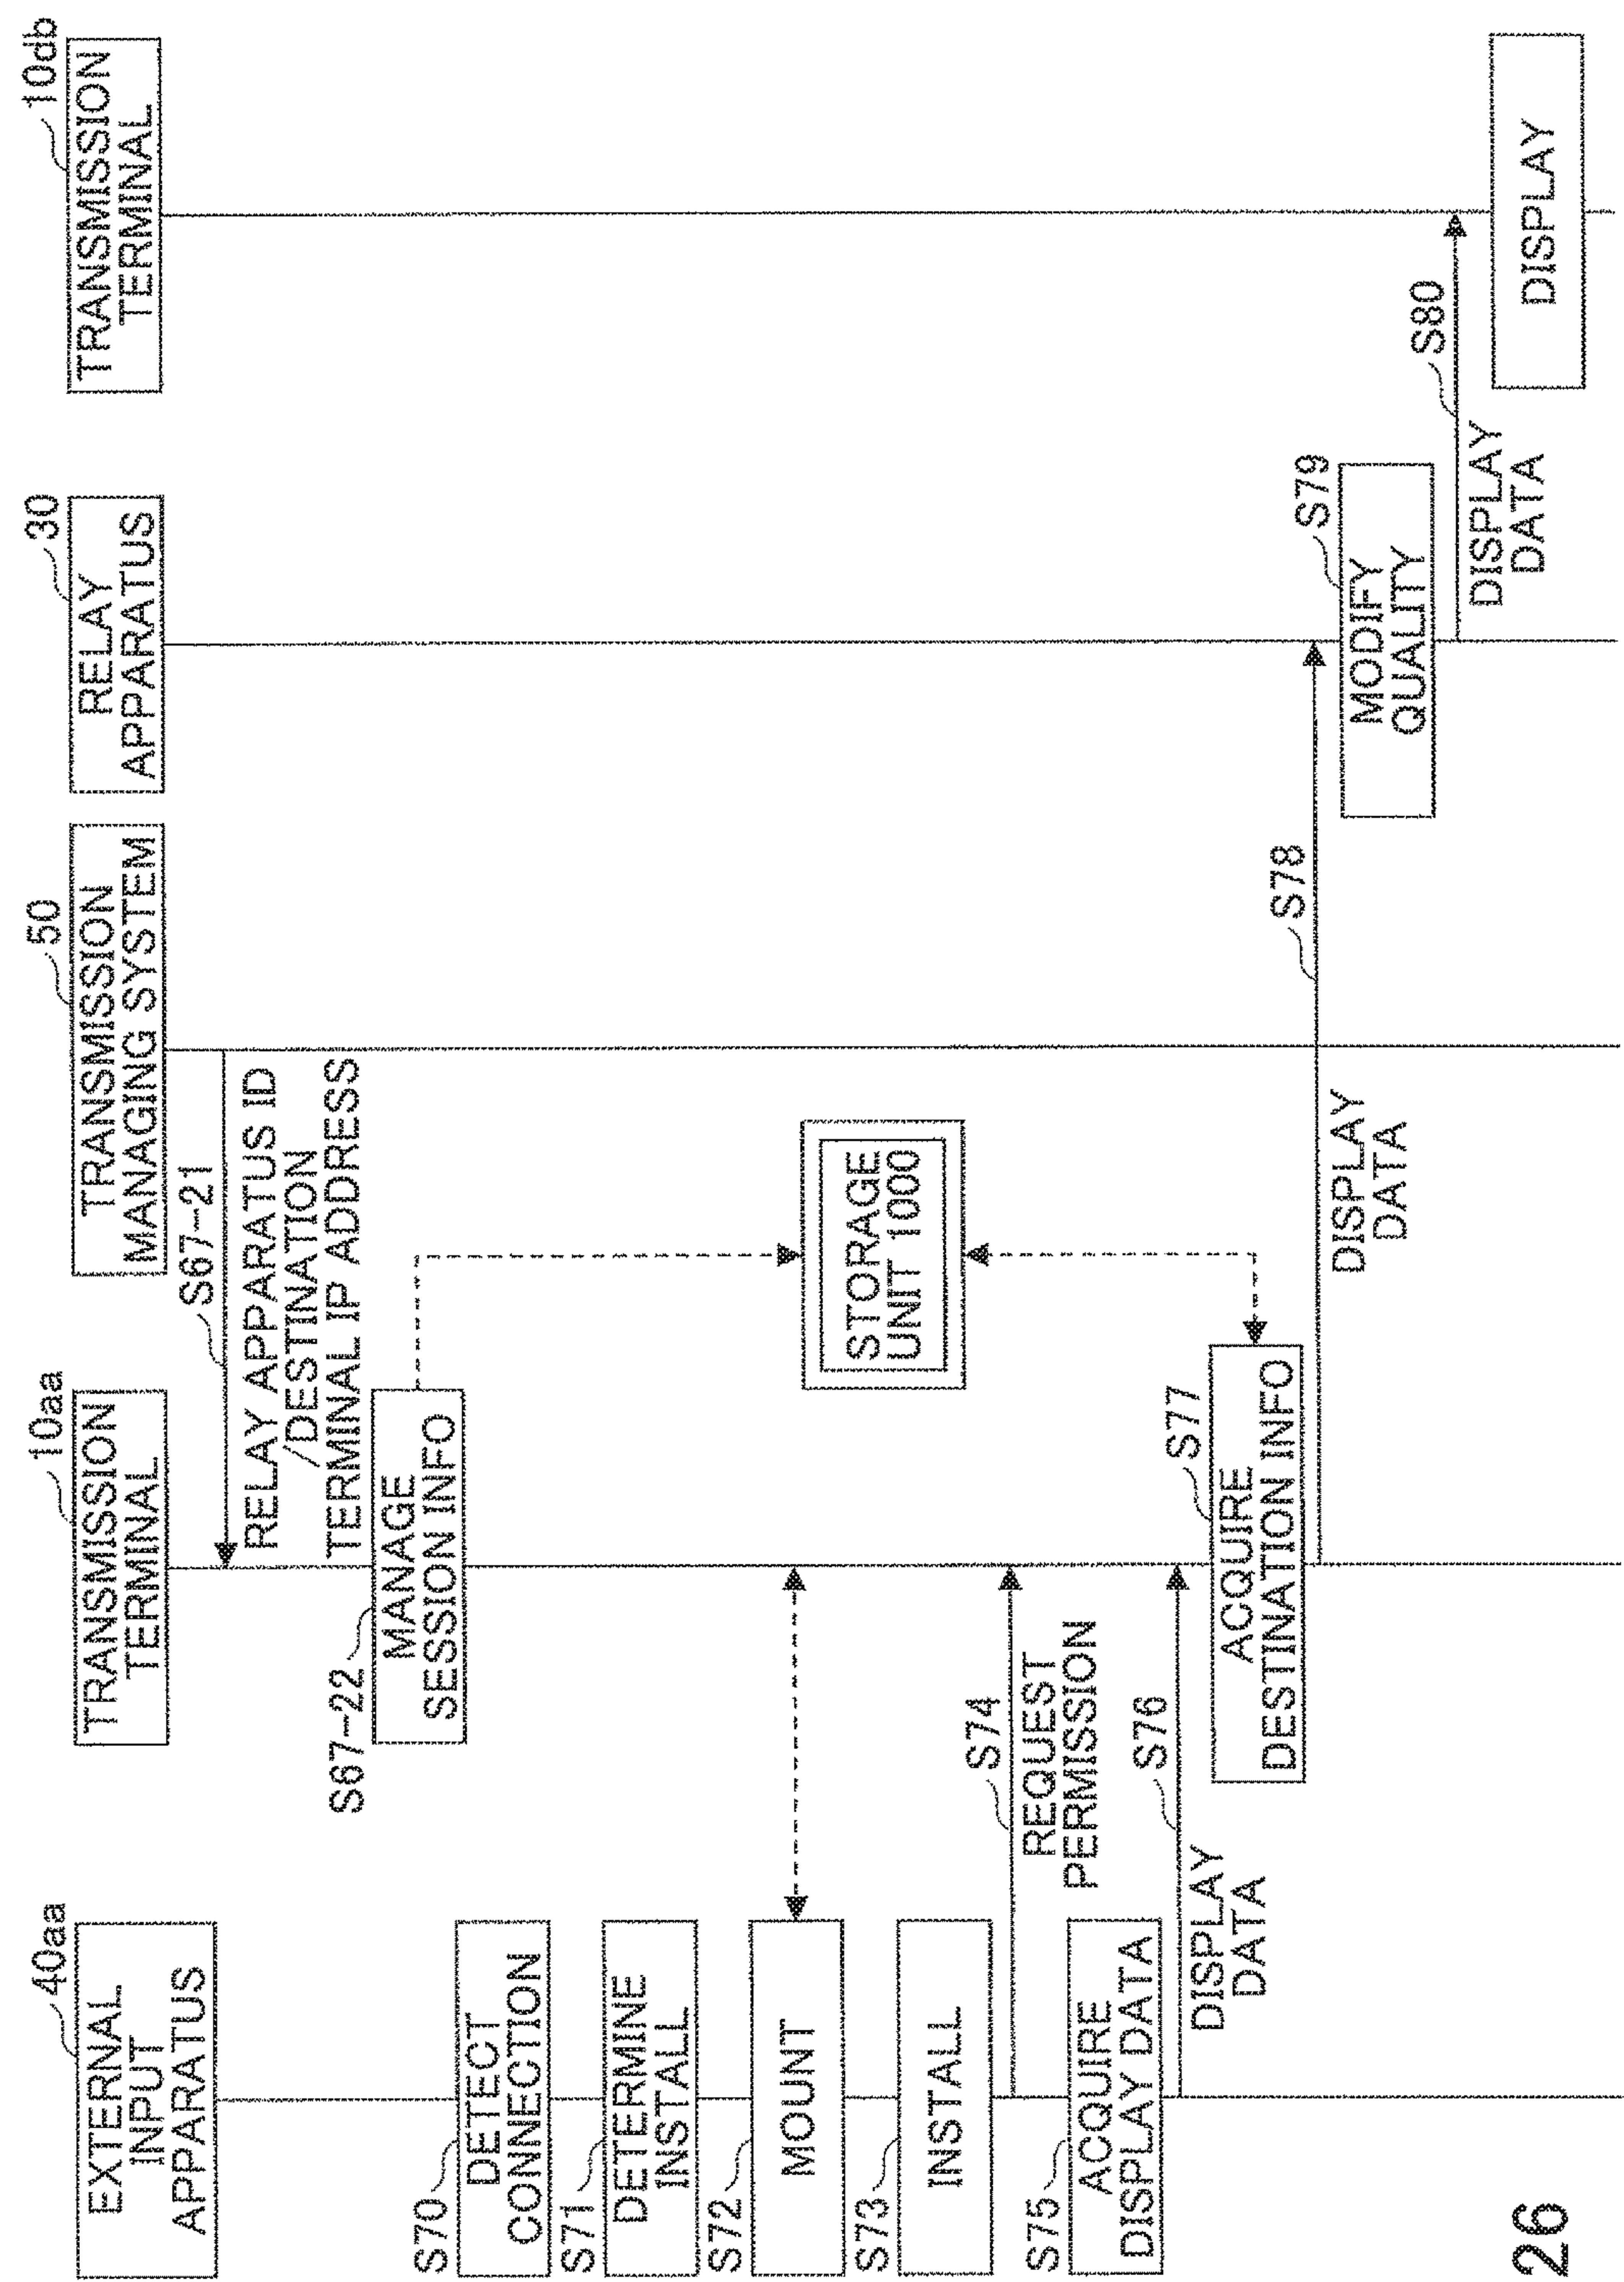 40aa
EXTERNAL
INPUT
APPARATUS
10aa
TRANSMISSION
TERMINAL
50
TRANSMISSION
MANAGING SYSTEM
30
RELAY
APPARATUS
10db
TRANSMISSION
TERMINAL
S67-21
RELAY APPARATUS ID
/DESTINATION
TERMINAL IP ADDRESS
S67-22
MANAGE
SESSION INFO
S70
DETECT
CONNECTION
S71
DETERMINE
INSTALL
S72
MOUNT
STORAGE
UNIT 1000
S73
INSTALL
S74
REQUEST
PERMISSION
S75
ACQUIRE
DISPLAY DATA
S76
DISPLAY
DATA
S77
ACQUIRE
DESTINATION INFO
S78
DISPLAY
DATA
S79
MODIFY
QUALITY
S80
DISPLAY
DATA
DISPLAY
26